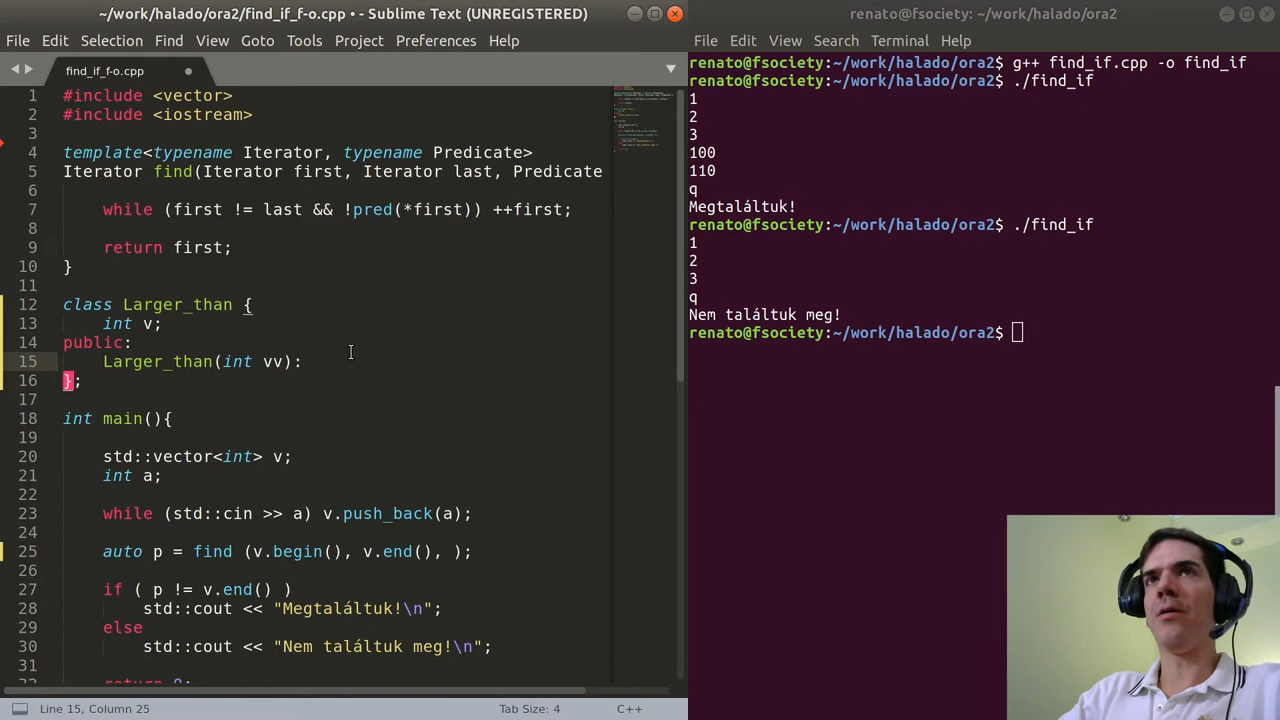 ~/work/halado/ora2/find_if_f-o.cpp • - Sublime Text (UNREGISTERED)
File Edit Selection Find View Goto Tools Project Preferences Help
find_if_f-o.cpp
1 #include <vector>
2 #include <iostream>
3
4 template<typename Iterator, typename Predicate>
5 Iterator find(Iterator first, Iterator last, Predicate
6
7 while (first != last && !pred(*first)) ++first;
8
9 return first;
10 }
11
12 class Larger_than {
13 int v;
14 public:
15 Larger_than(int vv):
16 };
17
18 int main(){
19
20 std::vector<int> v;
21 int a;
22
23 while (std::cin >> a) v.push_back(a);
24
25 auto p = find (v.begin(), v.end(), );
26
27 if ( p != v.end() )
28 std::cout << "Megtaláltuk!\n";
29 else
30 std::cout << "Nem találtuk meg!\n";
31
32 return 0;
Line 15, Column 25 Tab Size: 4 C++
renato@fsociety: ~/work/halado/ora2
File Edit View Search Terminal Help
renato@fsociety:~/work/halado/ora2$ g++ find_if.cpp -o find_if
renato@fsociety:~/work/halado/ora2$ ./find_if
1
2
3
100
110
q
Megtaláltuk!
renato@fsociety:~/work/halado/ora2$ ./find_if
1
2
3
q
Nem találtuk meg!
renato@fsociety:~/work/halado/ora2$